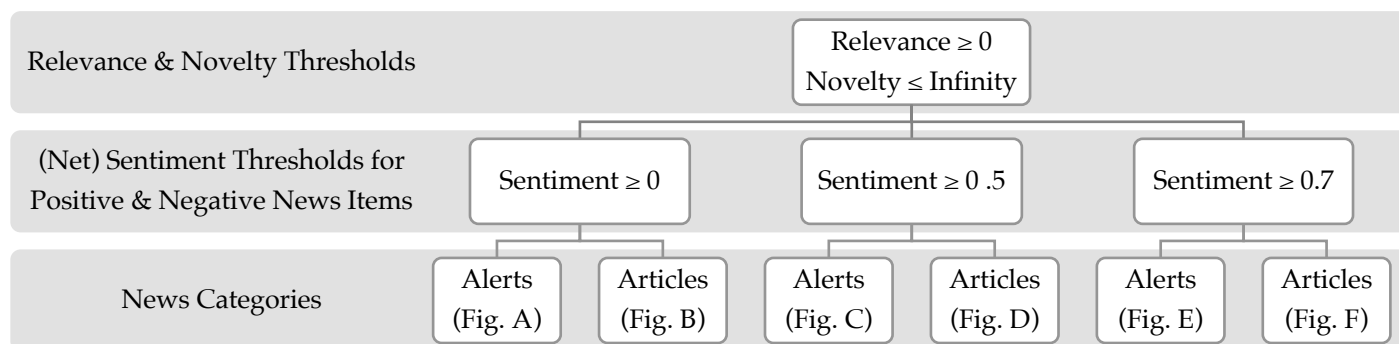 Relevance & Novelty Thresholds
Relevance ≥ 0
Novelty ≤ Infinity
(Net) Sentiment Thresholds for
Positive & Negative News Items
Sentiment ≥ 0
Sentiment ≥ 0 .5
Sentiment ≥ 0.7
News Categories
Alerts
(Fig. A)
Articles
(Fig. B)
Alerts
(Fig. C)
Articles
(Fig. D)
Alerts
(Fig. E)
Articles
(Fig. F)